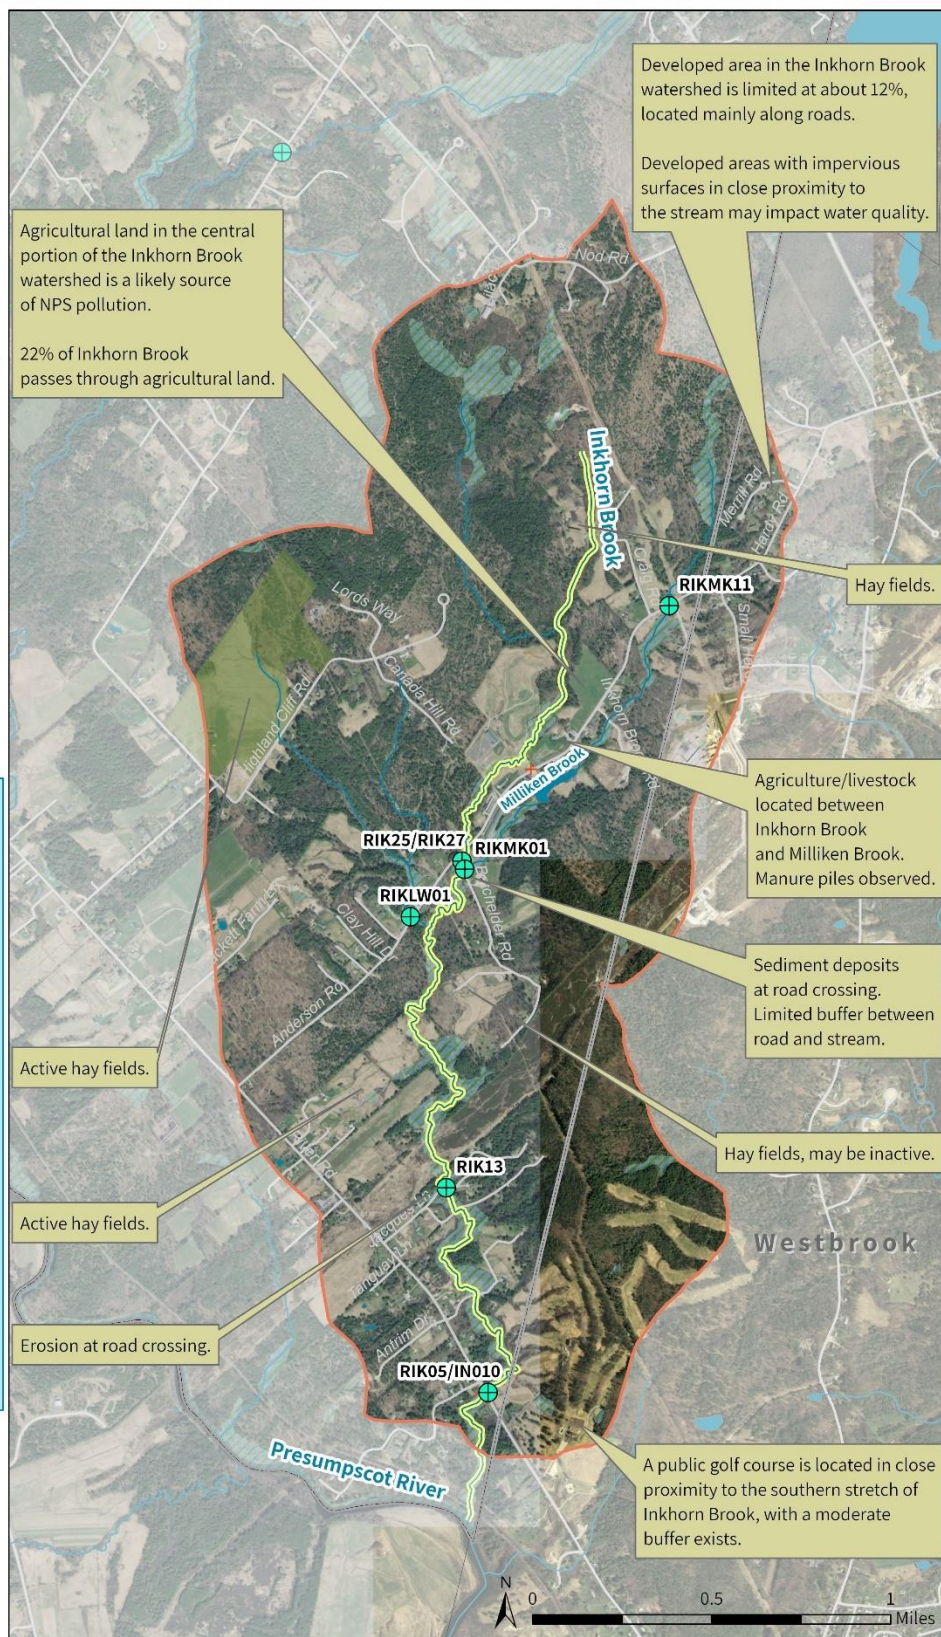 Developed area in the Inkhorn Brook
watershed is limited at about 12%,
located mainly along roads.
Developed areas with impervious
surfaces in close proximity to
the stream may impact water quality.
Agricultural land in the central
portion of the Inkhorn Brook
watershed is a likely source
of NPS pollution.
22% of Inkhorn Brook
passes through agricultural land.
Nod Rd
Inkhorn Brook
Merrill Rd
Hardy Rd
Hay fields.
RIKMK11
Lords Wa
Canada Hill Rd
Highland Cliff Rd
Milliken Brook
Agriculture/livestock
located between
Inkhorn Brook
and Milliken Brook.
Manure piles observed.
RIK25/RIK27
RIKMK01
RIKLW01
Clay Hill D
Anderson Rd
Sediment deposits
at road crossing.
Limited buffer between
road and stream.
Active hay fields.
Hay fields, may be inactive.
RIK13
Active hay fields.
Jacques Ln
Westbrook
Erosion at road crossing.
Antrim Dr
RIK05/IN010
Presumpscot River
A public golf course is located in close
proximity to the southern stretch of
Inkhorn Brook, with a moderate
buffer exists.
N
0 0.5 1
Miles